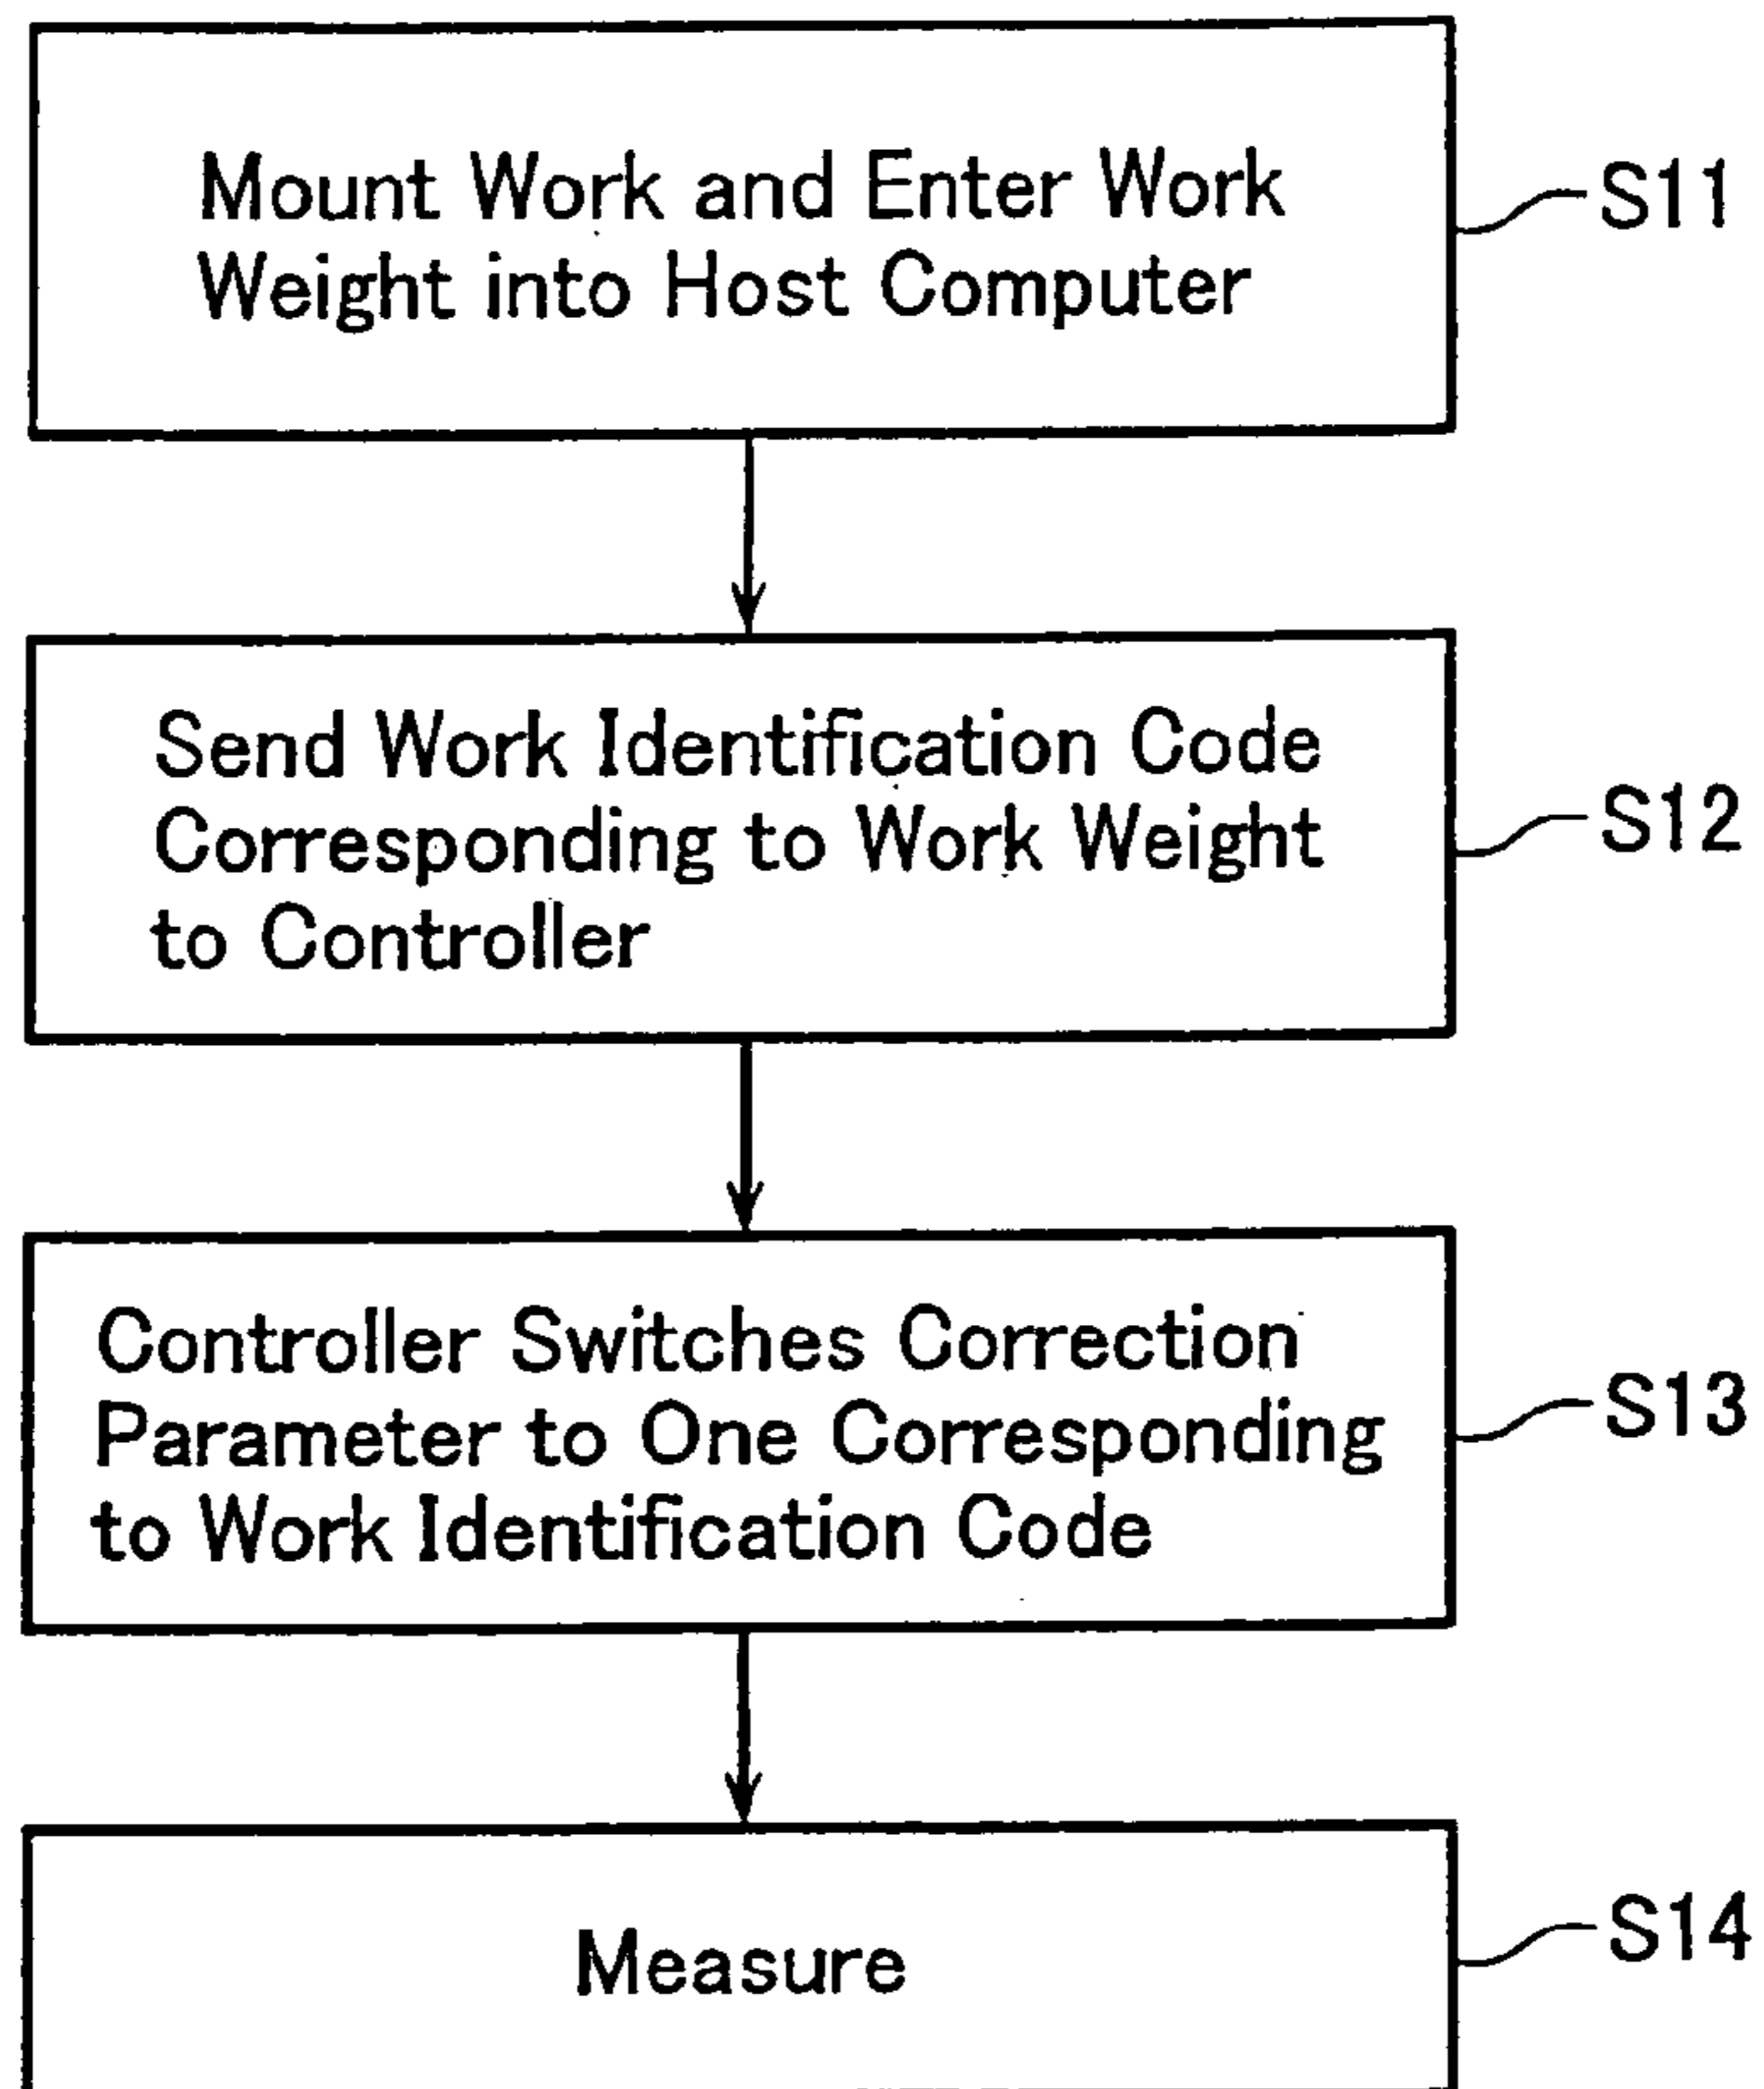 Mount Work and Enter Work
Weight into Host Computer
S11
Send Work Identification Code
Corresponding to Work Weight
to Controller
S12
Controller Switches Correction
Parameter to One Corresponding
to Work Identification Code
S13
Measure
S14